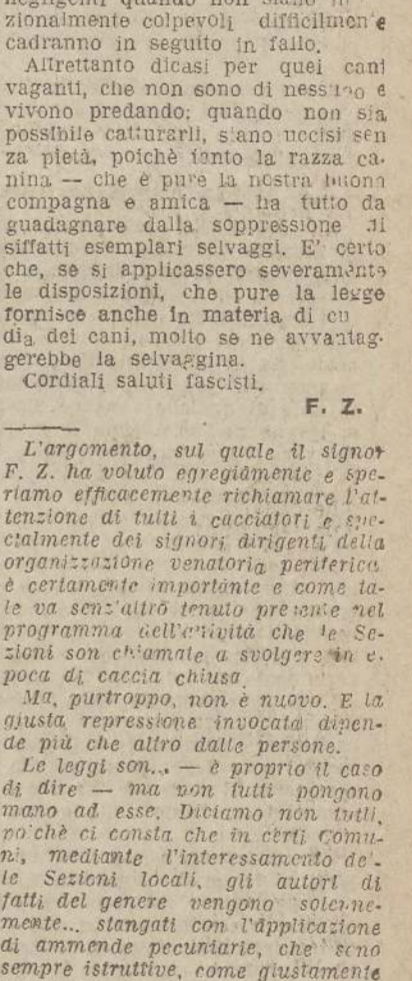 negligenti quando non siano in
zionalmente colpevoli difficilmente
cadranno in seguito in fallo.
Altrettanto dicasi per quei cani
vaganti, che non sono di nessuno e
vivono predando; quando non sia
possibile catturarli, siano uccisi sen
za pietà, poichè tanto la razza ca-
nina — che è pure la nostra buona
compagna e amica — ha tutto da
guadagnare dalla soppressione di
siffatti esemplari selvaggi. E' certo
che, se si applicassero severamente
le disposizioni, che pure la legge
fornisce anche in materia di cu
dia dei cani, molto se ne avvantag-
gerebbe la selvaggina.
Cordiali saluti fascisti.
F. Z.
L'argomento, sul quale il signor
F. Z. ha voluto egregiamente e spe-
riamo efficacemente richiamare l'at-
tenzione di tutti i cacciatori e spe-
cialmente dei signori dirigenti della
organizzazione venatoria periferica
è certamente importante e come ta-
le va senz'altro tenuto presente nel
programma dell'attività che le Se-
zioni son chiamate a svolgere in e-
poca di caccia chiusa.
Ma, purtroppo, non è nuovo. E la
giusta repressione invocata dipen-
de più che altro dalle persone.
Le leggi son... — è proprio il caso
di dire — ma non tutti pongono
mano ad esse. Diciamo non tutti,
poichè ci consta che in certi Comu-
ni, mediante l'interessamento del-
le Sezioni locali, gli autori di
fatti del genere vengono solenne-
mente... stangati con l'applicazione
di ammende pecuniarie, che sono
sempre istruttive, come giustamente